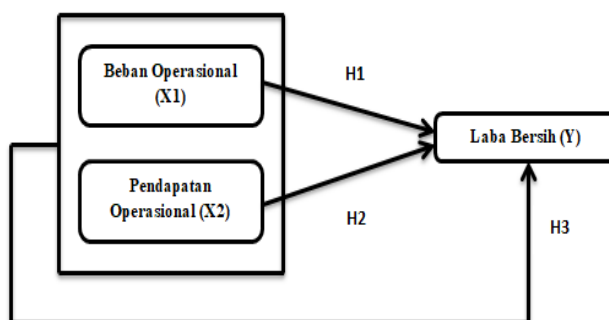 Beban Operasional
(X1)
H1
Laba Bersih (Y)
Pendapatan
Operasional (X2)
H2
H3